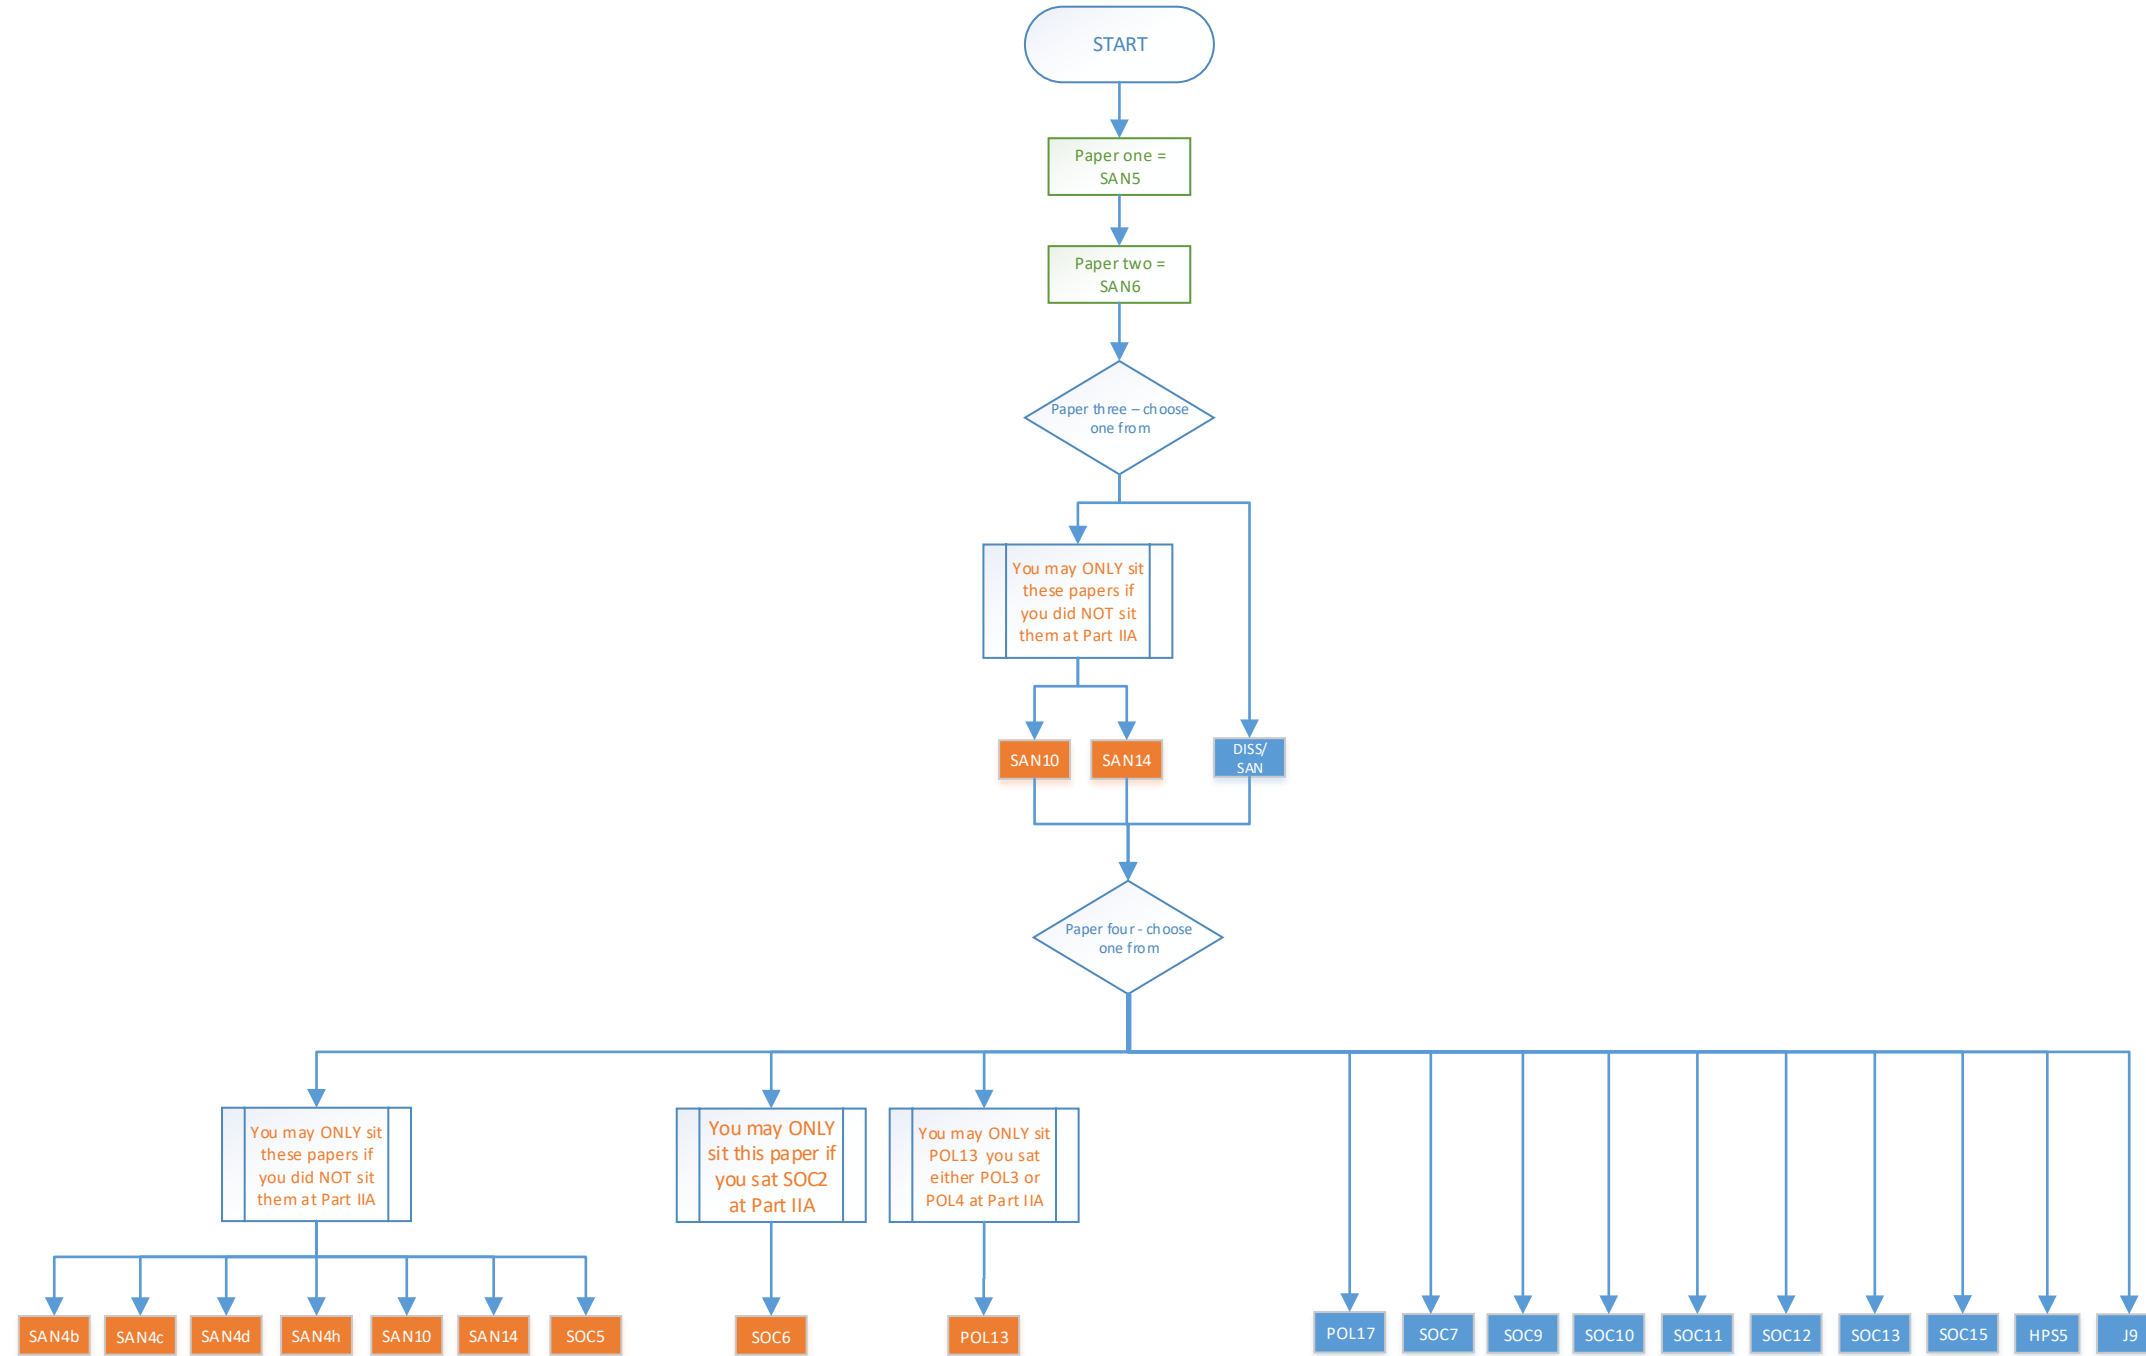 START
Paper one =
SAN5
Paper two =
SAN6
Paper three – choose
one from
You may ONLY sit
these papers if
you did NOT sit
them at Part IIA
SAN10
SAN14
DISS/
SAN
Paper four - choose
one from
You may ONLY sit
these papers if
you did NOT sit
them at Part IIA
You may ONLY
sit this paper if
you sat SOC2
at Part IIA
You may ONLY sit
POL13 you sat
either POL3 or
POL4 at Part IIA
SAN4b
SAN4c
SAN4d
SAN4h
SAN10
SAN14
SOC5
SOC6
POL13
POL17
SOC7
SOC9
SOC10
SOC11
SOC12
SOC13
SOC15
HPS5
J9